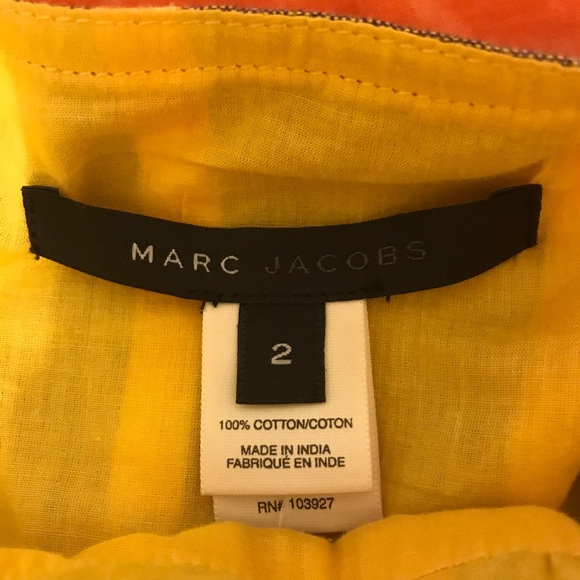 MARC JACOBS
2
100% COTTON/COTON
MADE IN INDIA
FABRIQUÉ EN INDE
RN# 103927